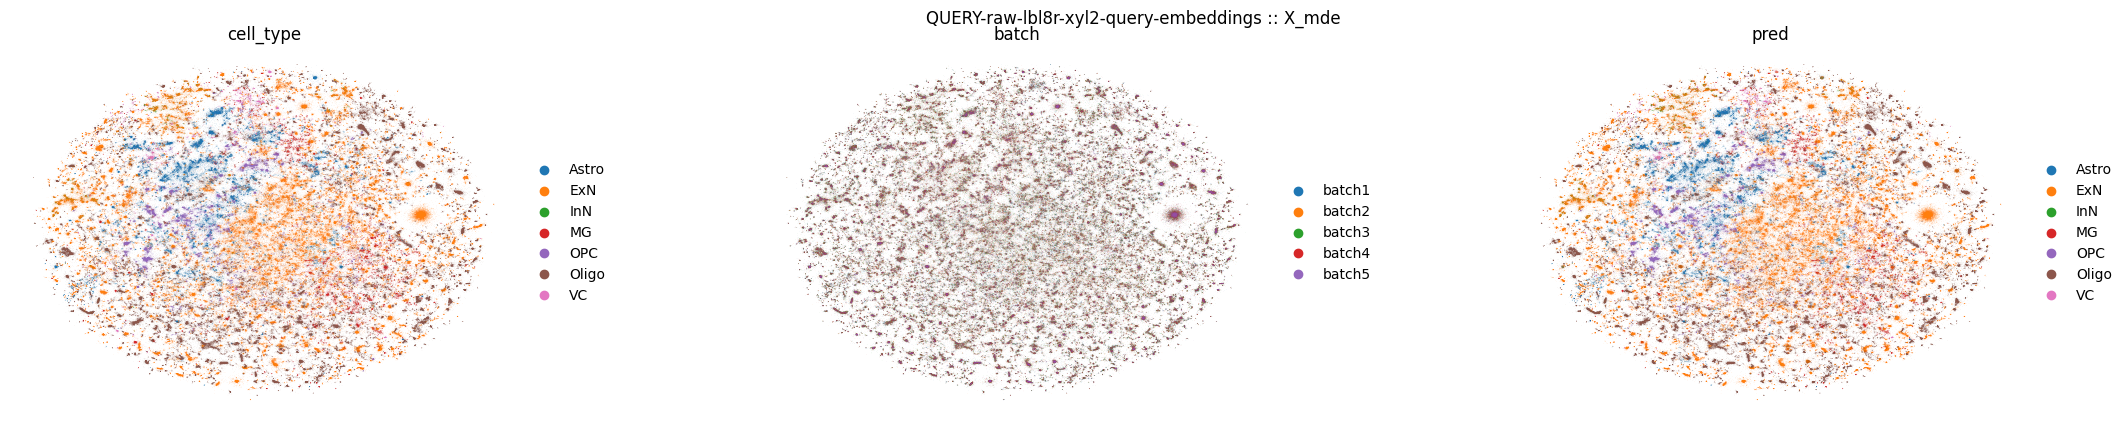 QUERY-raw-lbl8r-xyl2-query-embeddings :: X_mde
cell_type
Astro
ExN
InN
MG
OPC
Oligo
VC
batch
batch1
batch2
batch3
batch4
batch5
pred
Astro
ExN
InN
MG
OPC
Oligo
VC